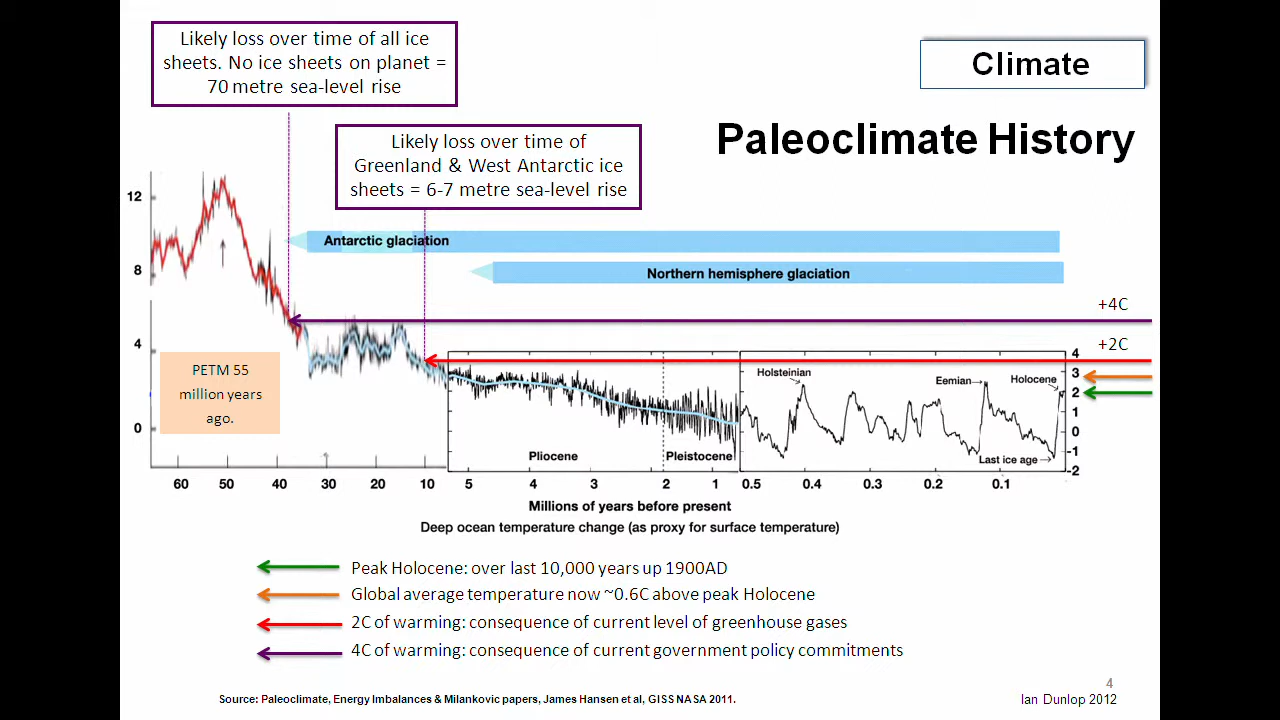 Likely loss over time of all ice
sheets. No ice sheets on planet =
70 metre sea-level rise
Climate
Paleoclimate History
Likely loss over time of
Greenland & West Antarctic ice
sheets = 6-7 metre sea-level rise
12
8
4
0
Antarctic glaciation
Northern hemisphere glaciation
+4C
+2C
PETM 55
million years
ago.
Holsteinian
Eemian
Holocene
4
3
2
1
0
-1
-2
Pliocene
Pleistocene
Last ice age
60 50 40 30 20 10 5 4 3 2 1 0.5 0.4 0.3 0.2 0.1
Millions of years before present
Deep ocean temperature change (as proxy for surface temperature)
Peak Holocene: over last 10,000 years up 1900AD
Global average temperature now ~0.6C above peak Holocene
2C of warming: consequence of current level of greenhouse gases
4C of warming: consequence of current government policy commitments
4
Source: Paleoclimate, Energy Imbalances & Milankovic papers, James Hansen et al, GISS NASA 2011.
Ian Dunlop 2012